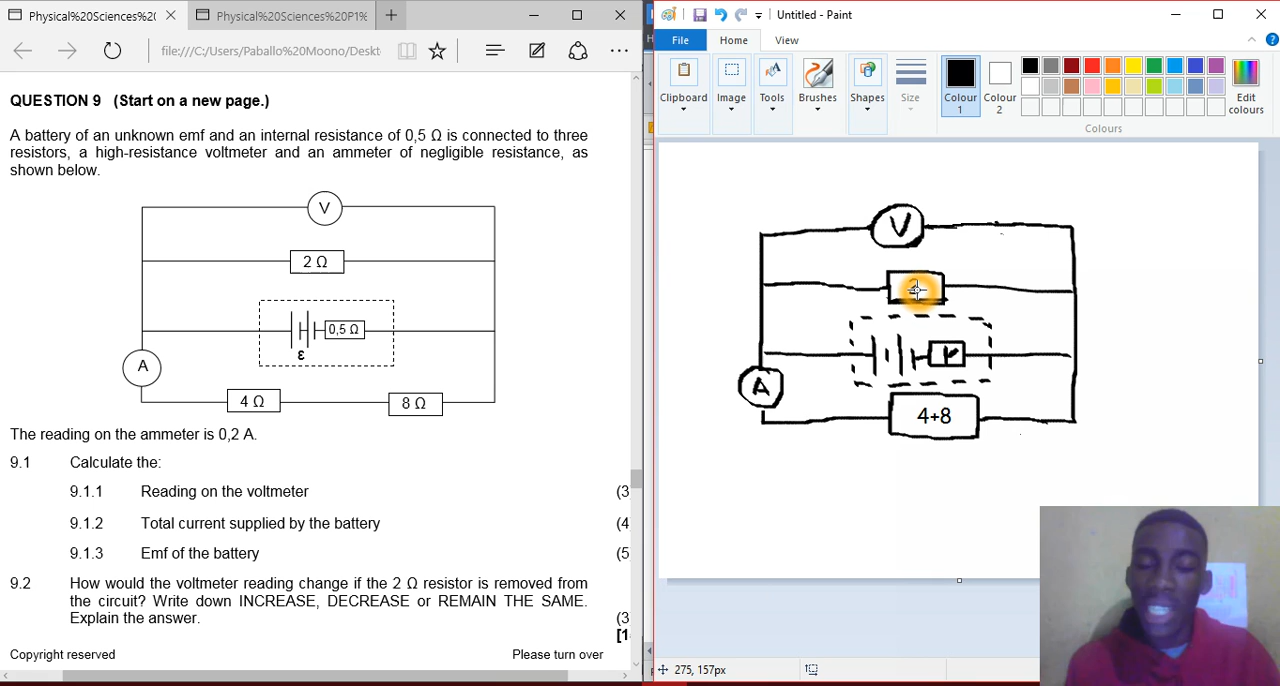 Physical%20Sciences%20(
Physical%20Sciences%20P1%
Untitled - Paint
file:///C:/Users/Paballo%20Moono/Deskt
File
Home
View
Clipboard
Image
Tools
Brushes
Shapes
Size
Colour
1
Colour
2
Edit
colours
Colours
QUESTION 9 (Start on a new page.)
A battery of an unknown emf and an internal resistance of 0,5 Ω is connected to three
resistors, a high-resistance voltmeter and an ammeter of negligible resistance, as
shown below.
V
2 Ω
0,5 Ω
ε
A
4 Ω
8 Ω
The reading on the ammeter is 0,2 A.
9.1 Calculate the:
9.1.1 Reading on the voltmeter (3
9.1.2 Total current supplied by the battery (4
9.1.3 Emf of the battery (5
9.2 How would the voltmeter reading change if the 2 Ω resistor is removed from
the circuit? Write down INCREASE, DECREASE or REMAIN THE SAME.
Explain the answer. (3
[1
Copyright reserved
Please turn over
V
A
4+8
275, 157px